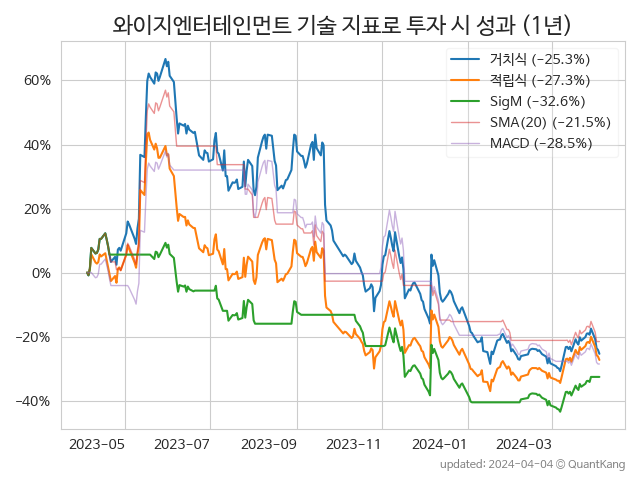 와이지엔터테인먼트 기술 지표로 투자 시 성과 (1년)
거치식 (−25.3%)
적립식 (−27.3%)
SigM (−32.6%)
SMA(20) (−21.5%)
MACD (−28.5%)
60%
40%
20%
0%
−20%
−40%
2023-05 2023-07 2023-09 2023-11 2024-01 2024-03
updated: 2024-04-04 © QuantKang